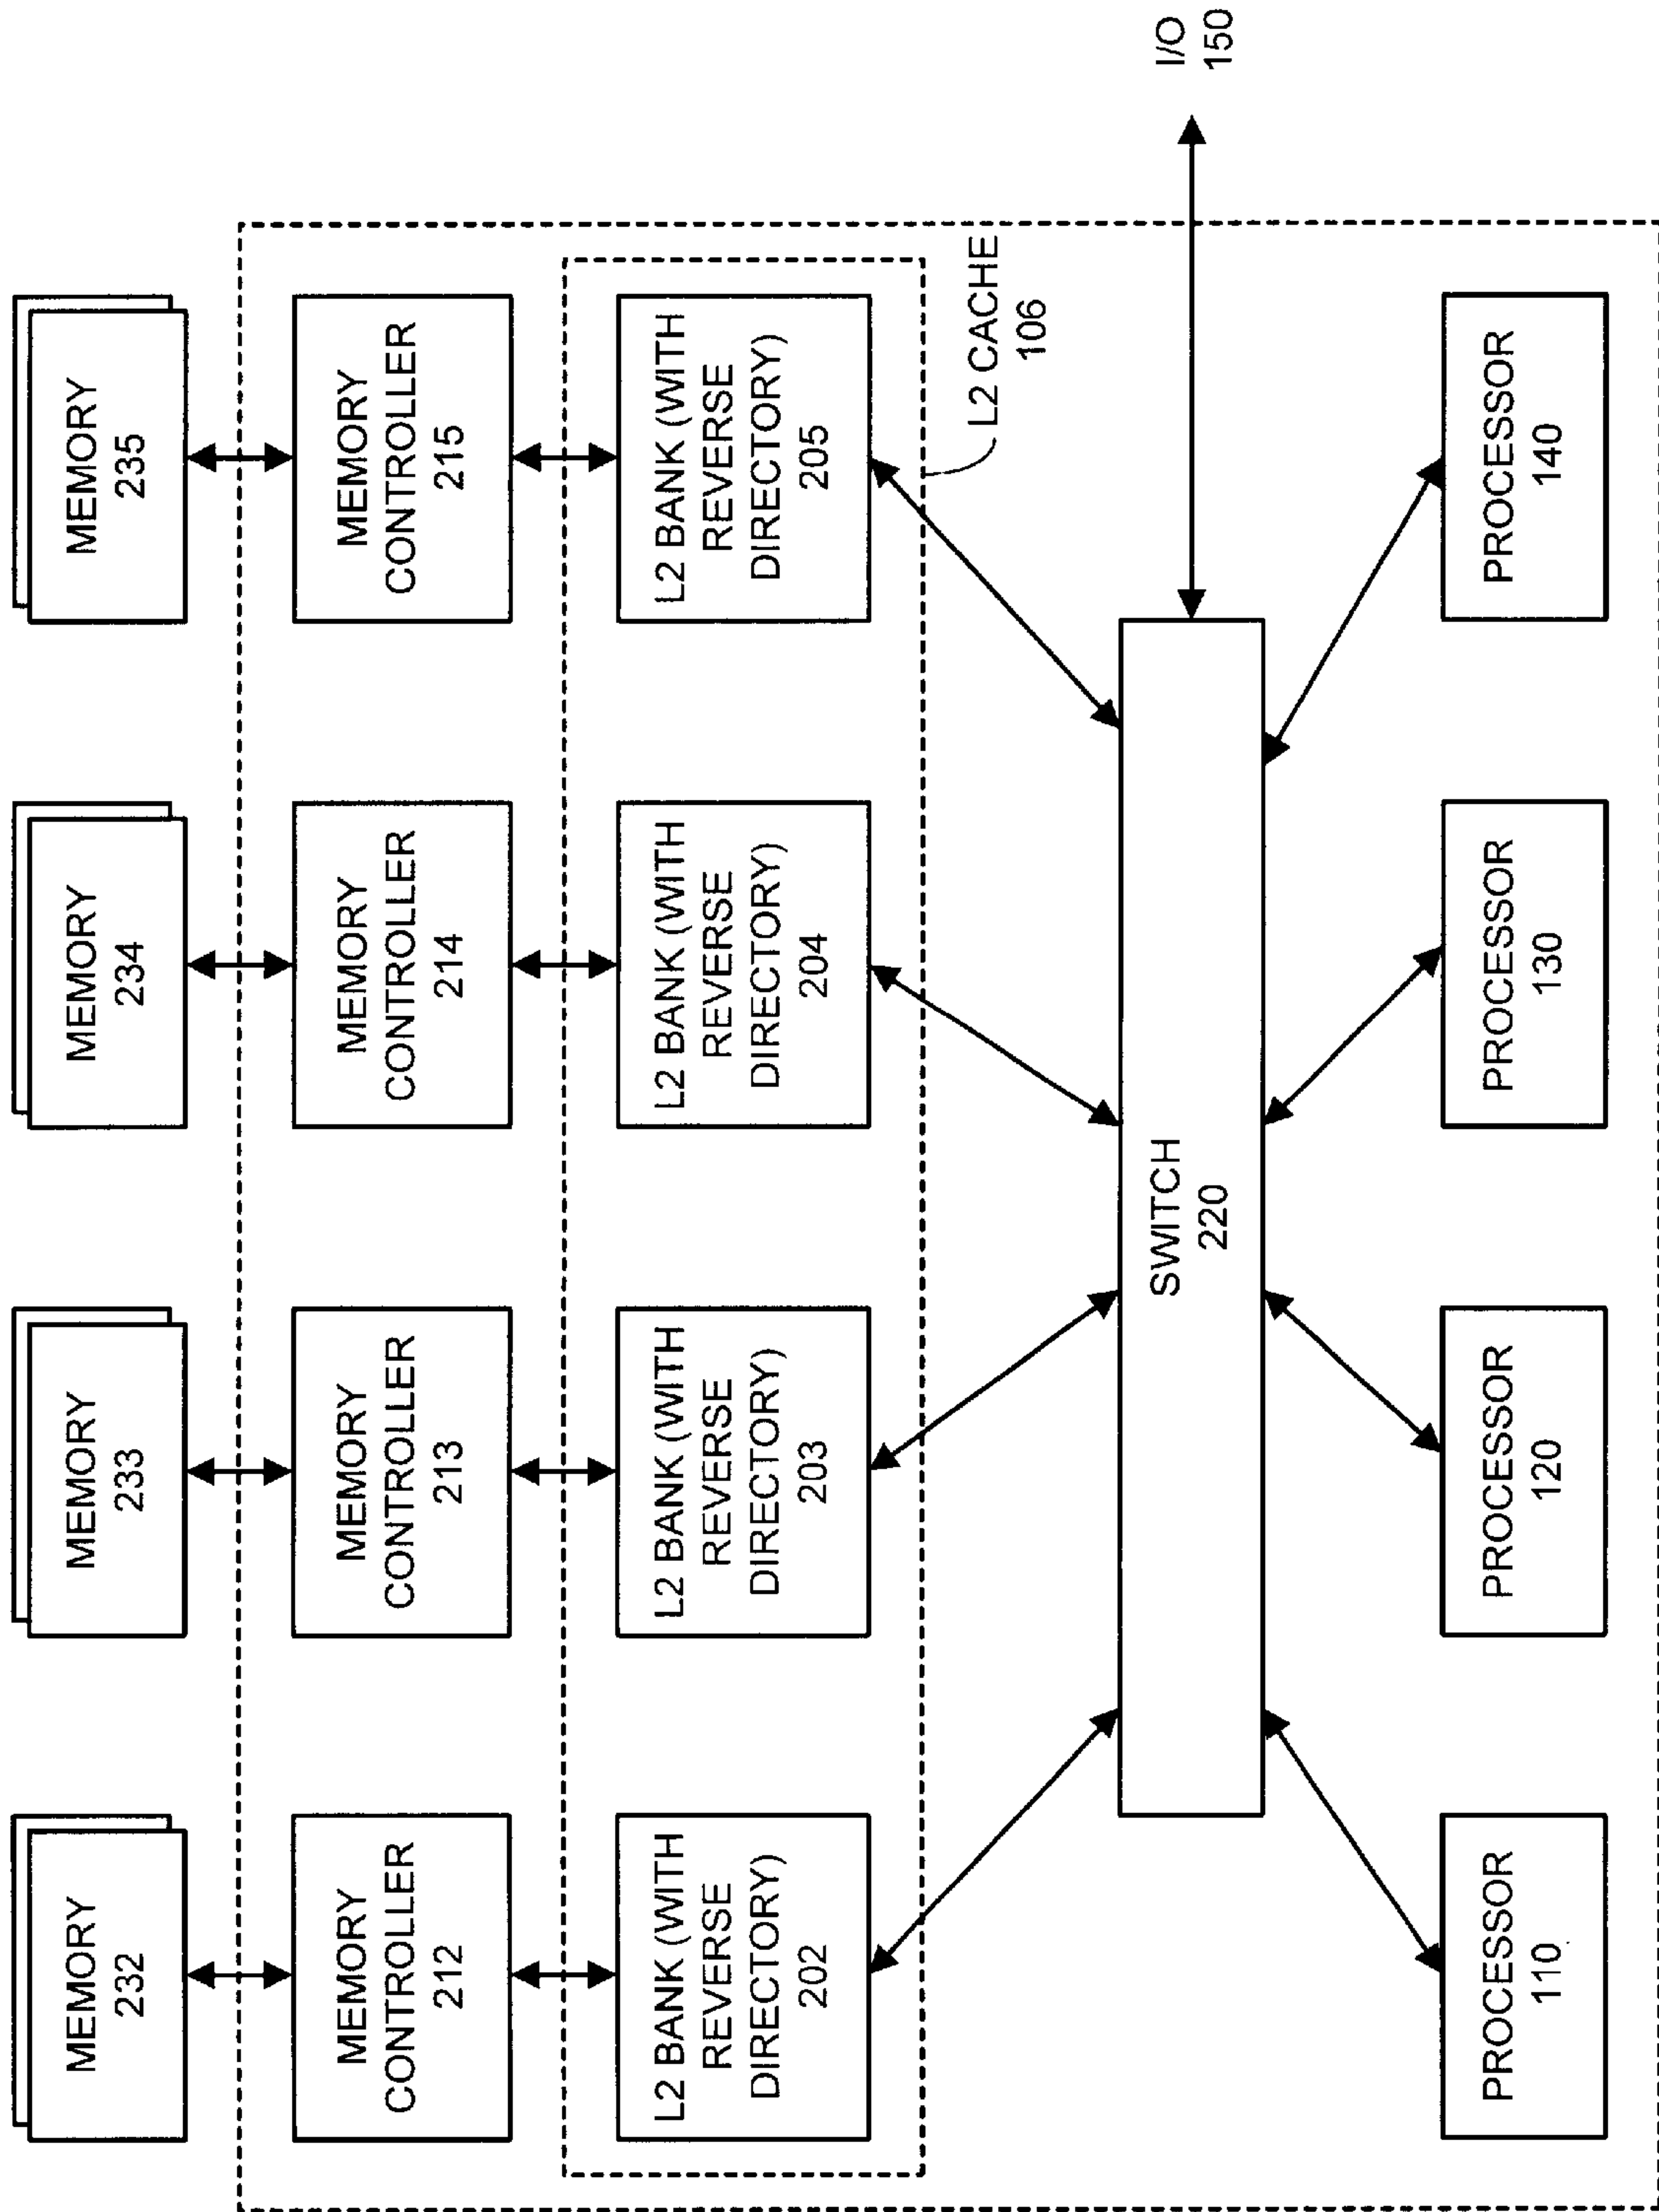 MEMORY
232
MEMORY
233
MEMORY
234
MEMORY
235
MEMORY
CONTROLLER
212
MEMORY
CONTROLLER
213
MEMORY
CONTROLLER
214
MEMORY
CONTROLLER
215
L2 BANK (WITH
REVERSE
DIRECTORY)
202
L2 BANK (WITH
REVERSE
DIRECTORY)
203
L2 BANK (WITH
REVERSE
DIRECTORY)
204
L2 BANK (WITH
REVERSE
DIRECTORY)
205
L2 CACHE
106
SWITCH
220
I/O
150
PROCESSOR
110
PROCESSOR
120
PROCESSOR
130
PROCESSOR
140